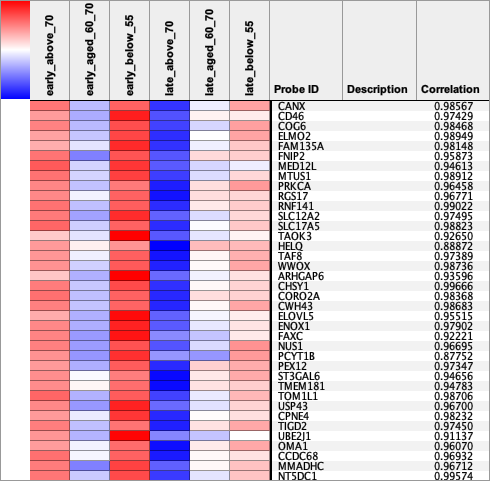 early_above_70
early_aged_60_70
early_below_55
late_above_70
late_aged_60_70
late_below_55
Probe ID Description Correlation
CANX 0.98567
CD46 0.97429
COG6 0.98468
ELMO2 0.98949
FAM135A 0.98148
FNIP2 0.95873
MED12L 0.94613
MTUS1 0.98912
PRKCA 0.96458
RGS17 0.96771
RNF141 0.99022
SLC12A2 0.97495
SLC17A5 0.98823
TAOK3 0.92650
HELQ 0.88872
TAF8 0.97389
WWOX 0.98736
ARHGAP6 0.93596
CHSY1 0.99666
CORO2A 0.98368
CWH43 0.98683
ELOVL5 0.95515
ENOX1 0.97902
FAXC 0.92221
NUS1 0.96695
PCYT1B 0.87752
PEX12 0.97347
ST3GAL6 0.94656
TMEM181 0.94783
TOM1L1 0.98706
USP43 0.96700
CPNE4 0.98232
TIGD2 0.97450
UBE2J1 0.91137
OMA1 0.96070
CCDC68 0.96932
MMADHC 0.96712
NT5DC1 0.99574